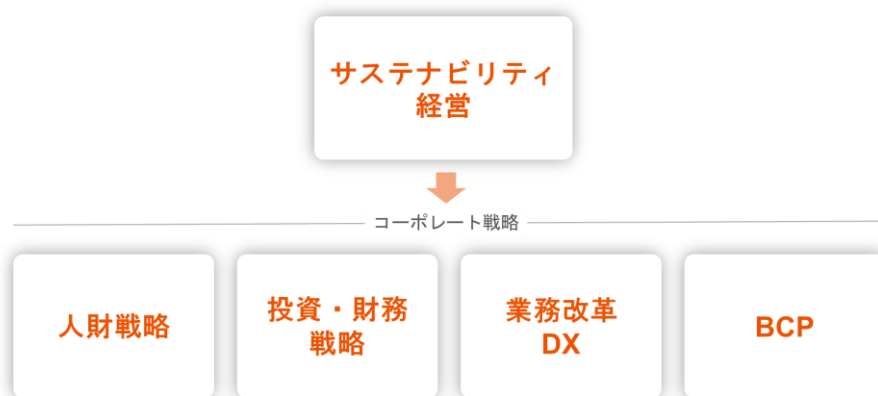 サステナビリティ
経営
コーポレート戦略
人財戦略
投資・財務
戦略
業務改革
DX
BCP